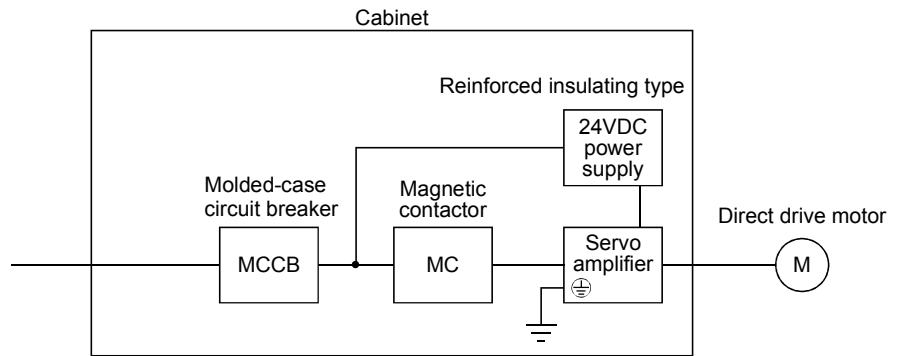 Cabinet
Reinforced insulating type
24VDC
power
supply
Molded-case
circuit breaker
Magnetic
contactor
Direct drive motor
MCCB
MC
Servo
amplifier
M